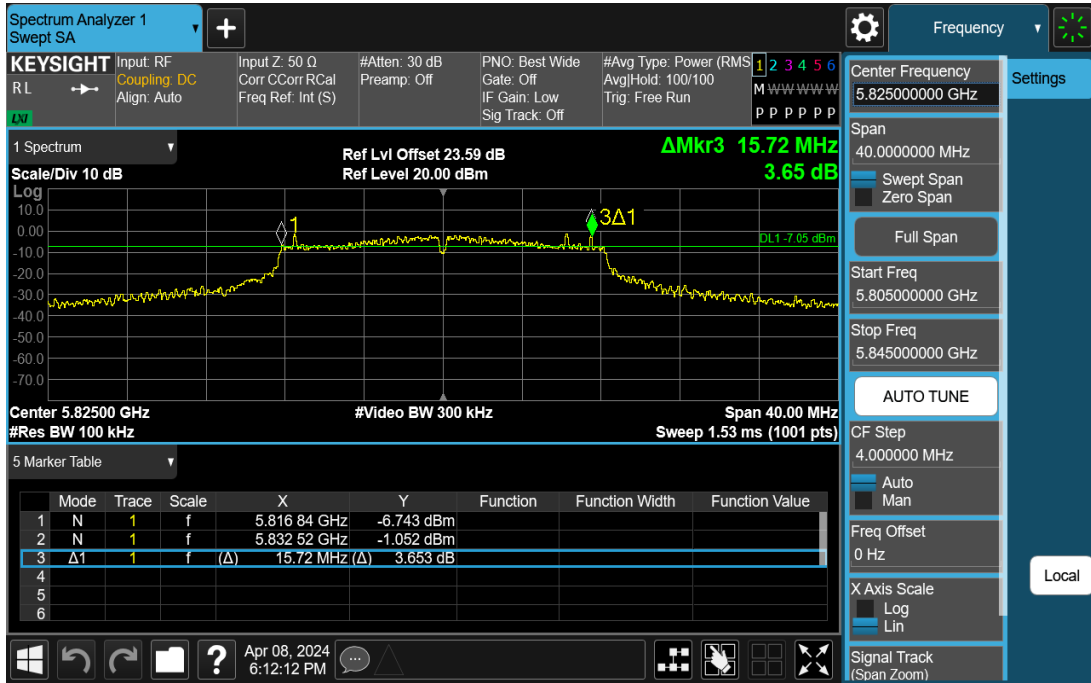 Spectrum Analyzer 1
Swept SA
+
Frequency
KEYSIGHT
RL
LXI
Input: RF
Coupling: DC
Align: Auto
Input Z: 50 Ω
Corr CCorr RCal
Freq Ref: Int (S)
#Atten: 30 dB
Preamp: Off
PNO: Best Wide
Gate: Off
IF Gain: Low
Sig Track: Off
#Avg Type: Power (RMS
Avg|Hold: 100/100
Trig: Free Run
1 2 3 4 5 6
M W W W W W
P P P P P P
1 Spectrum
Scale/Div 10 dB
Ref Lvl Offset 23.59 dB
Ref Level 20.00 dBm
ΔMkr3 15.72 MHz
3.65 dB
Log
10.0
0.00
-10.0
-20.0
-30.0
-40.0
-50.0
-60.0
-70.0
1
3Δ1
DL1 -7.05 dBm
Center 5.82500 GHz
#Res BW 100 kHz
#Video BW 300 kHz
Span 40.00 MHz
Sweep 1.53 ms (1001 pts)
5 Marker Table
Mode Trace Scale X Y Function Function Width Function Value
1 N 1 f 5.816 84 GHz -6.743 dBm
2 N 1 f 5.832 52 GHz -1.052 dBm
3 Δ1 1 f (Δ) 15.72 MHz (Δ) 3.653 dB
4
5
6
?
Apr 08, 2024
6:12:12 PM
Center Frequency
5.825000000 GHz
Span
40.0000000 MHz
Swept Span
Zero Span
Full Span
Start Freq
5.805000000 GHz
Stop Freq
5.845000000 GHz
AUTO TUNE
CF Step
4.000000 MHz
Auto
Man
Freq Offset
0 Hz
X Axis Scale
Log
Lin
Signal Track
(Span Zoom)
Settings
Local